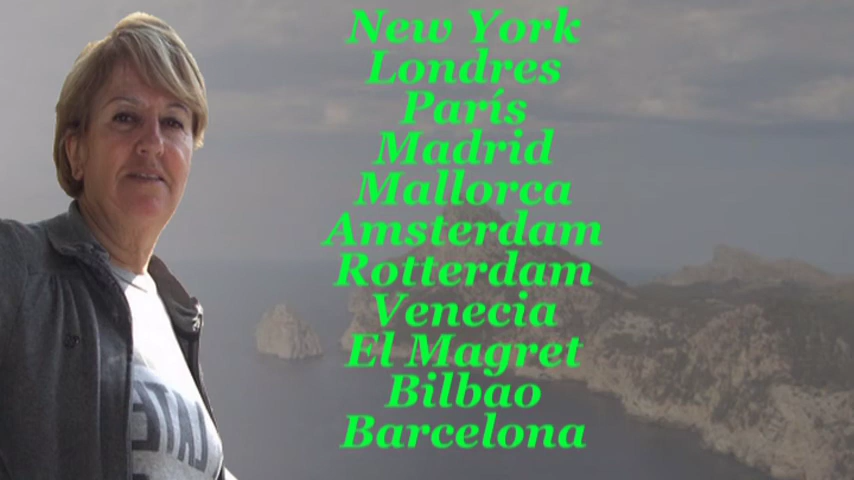 New York
Londres
París
Madrid
Mallorca
Amsterdam
Rotterdam
Venecia
El Magret
Bilbao
Barcelona